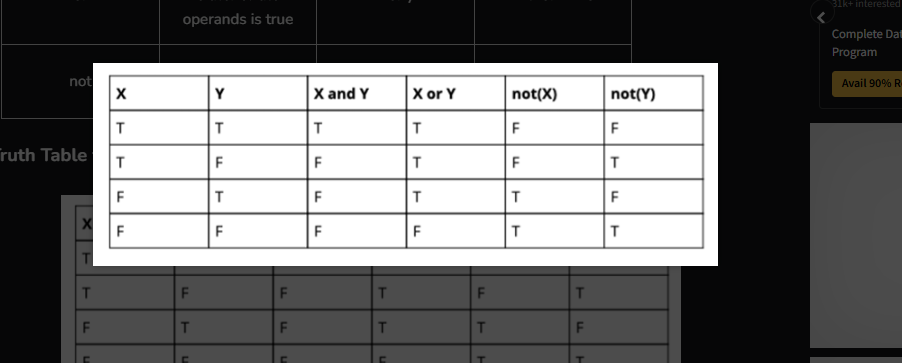 operands is true
not
ruth Table
X Y X and Y X or Y not(X) not(Y)
T T T T F F
T F F T F T
F T F T T F
F F F F T T
X
T
T F F T F T
F T F T T F
F F F F T T
31k+ interested
Complete Dat
Program
Avail 90% R